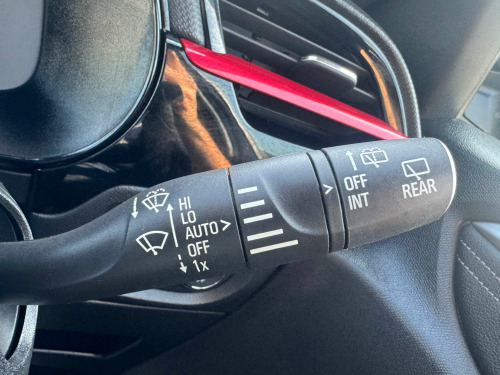 HI
LO
AUTO >
OFF
1x
>
OFF
INT
REAR